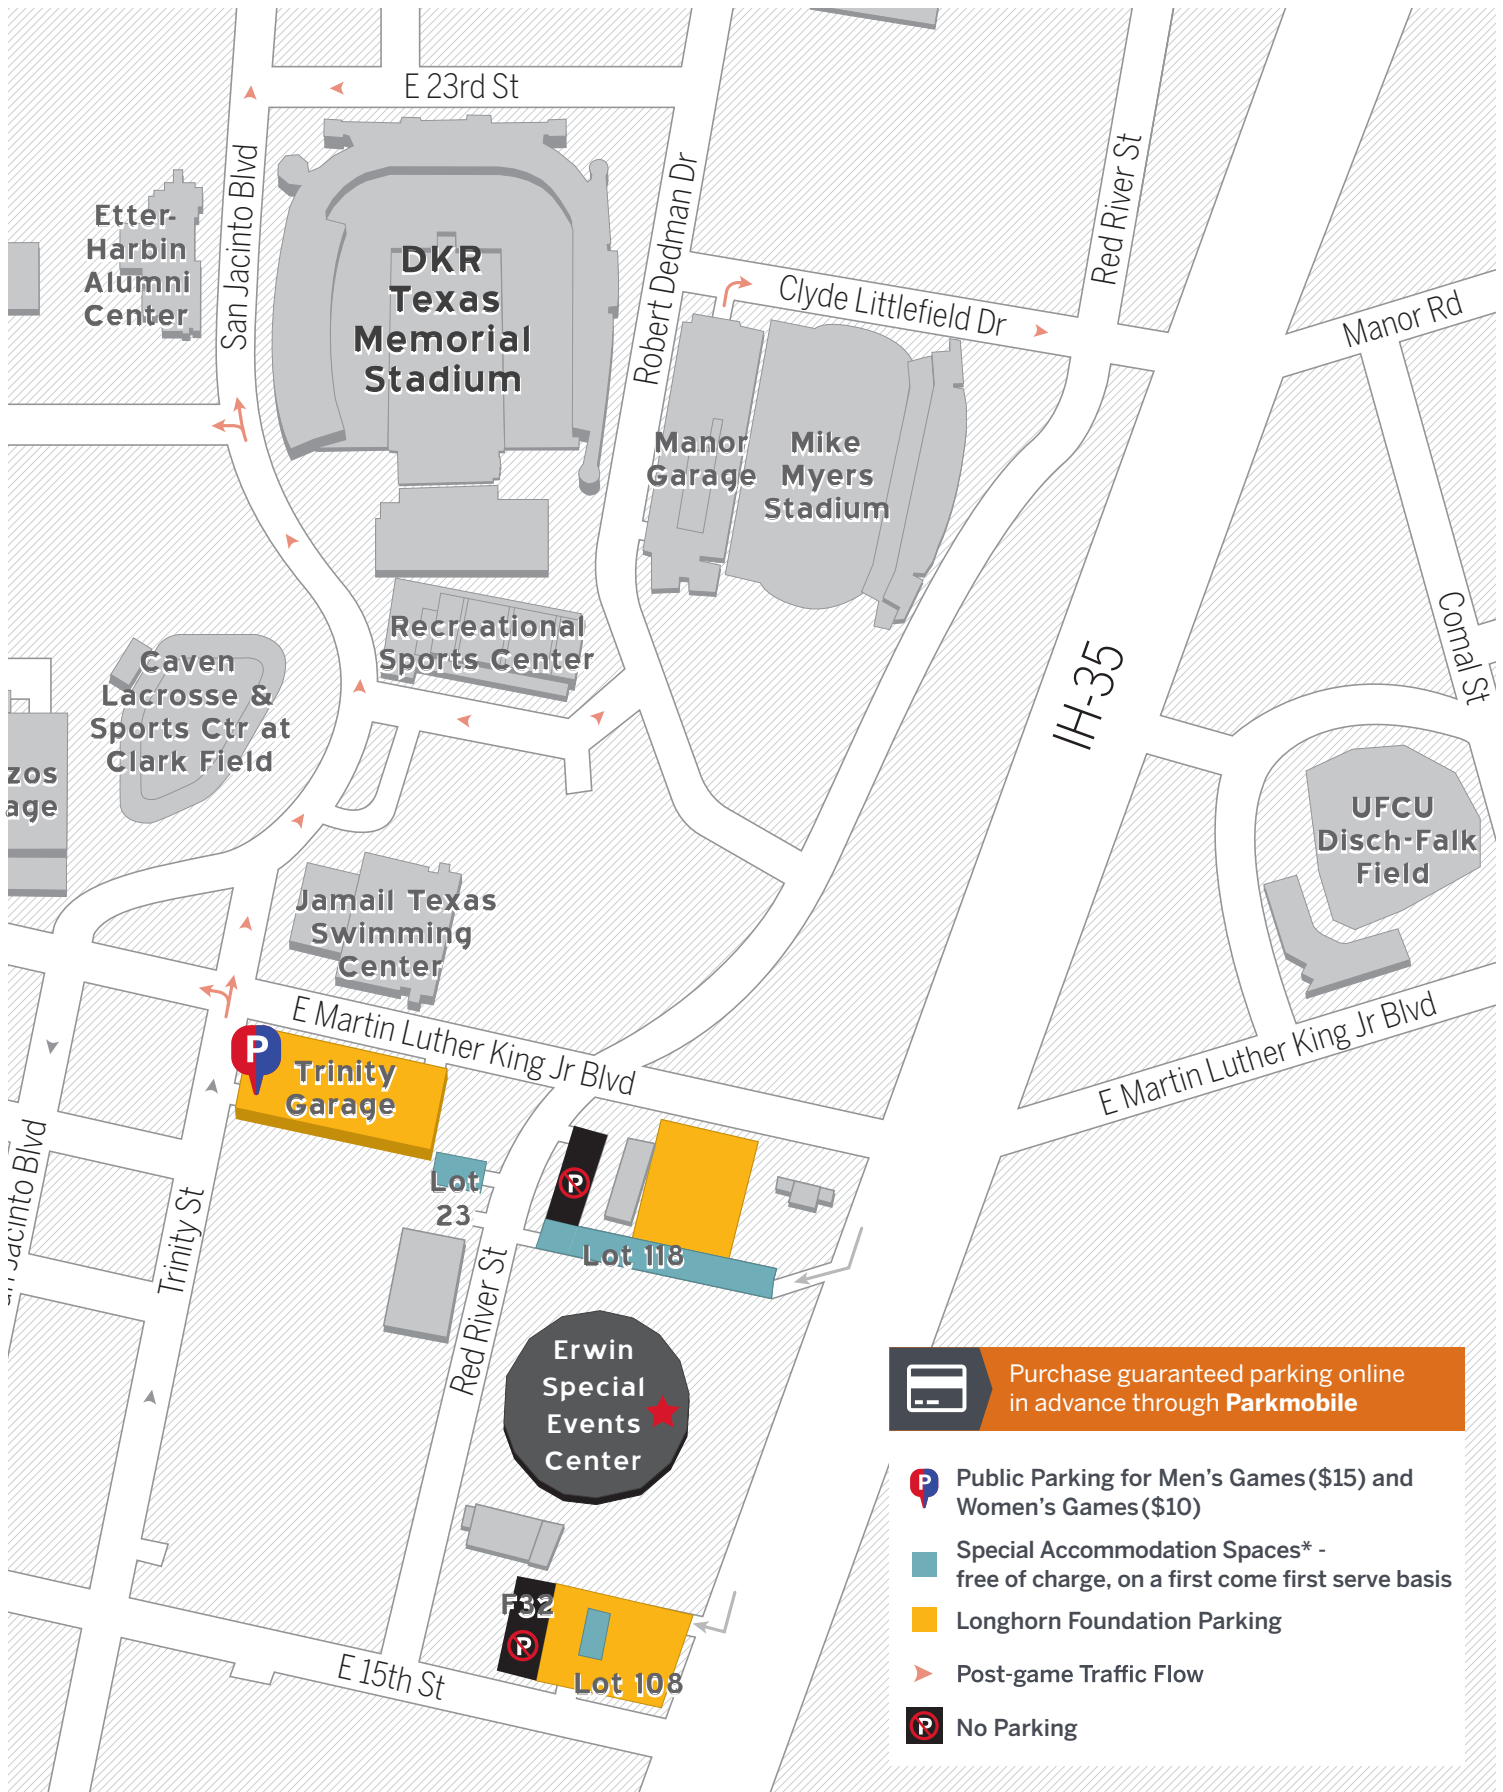 E 23rd St
San Jacinto Blvd
Etter-
Harbin
Alumni
Center
DKR
Texas
Memorial
Stadium
Robert Dedman Dr
Red River St
Clyde Littlefield Dr
Manor Rd
Manor
Garage
Mike
Myers
Stadium
Recreational
Sports Center
Comal St
IH-35
Caven
Lacrosse &
Sports Ctr at
Clark Field
zos
age
UFCU
Disch-Falk
Field
Jamail Texas
Swimming
Center
E Martin Luther King Jr Blvd
E Martin Luther King Jr Blvd
P
Trinity
Garage
Jacinto Blvd
Trinity St
Lot
23
P
Lot 118
Red River St
Erwin
Special
Events
Center
F32
P
Lot 108
E 15th St
Purchase guaranteed parking online
in advance through Parkmobile
P
Public Parking for Men's Games ($15) and
Women's Games ($10)
Special Accommodation Spaces* -
free of charge, on a first come first serve basis
Longhorn Foundation Parking
Post-game Traffic Flow
P
No Parking